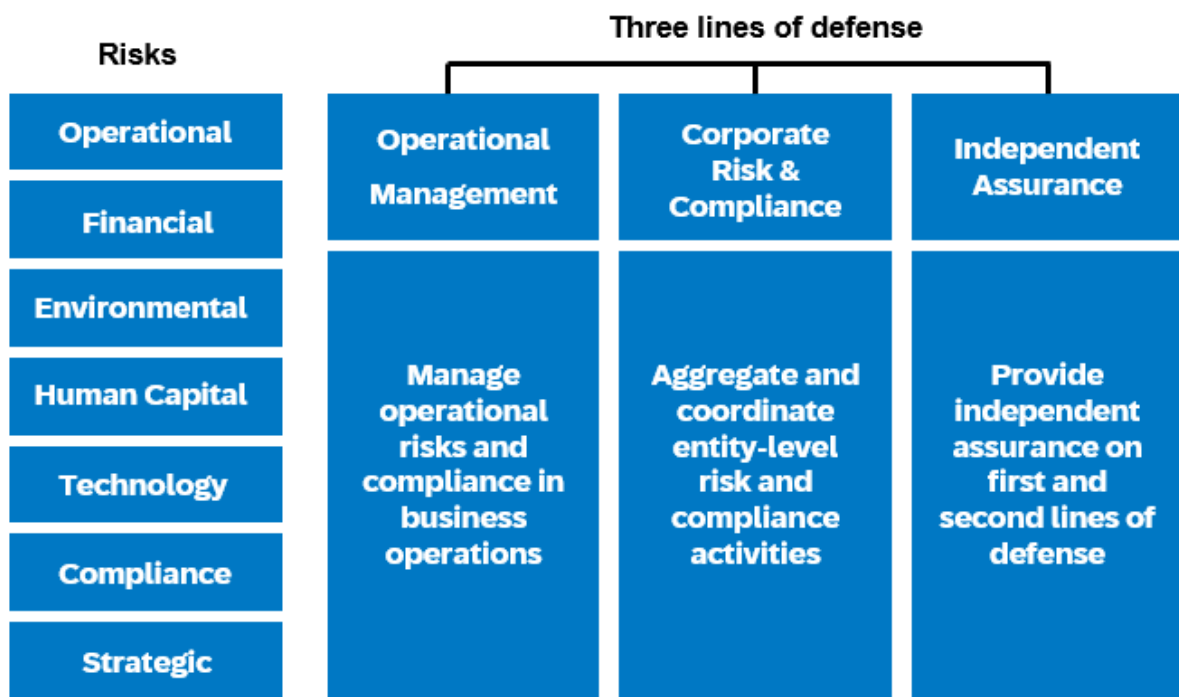 Risks
Operational
Financial
Environmental
Human Capital
Technology
Compliance
Strategic
Three lines of defense
Operational
Management
Manage
operational
risks and
compliance in
business
operations
Corporate
Risk &
Compliance
Aggregate and
coordinate
entity-level
risk and
compliance
activities
Independent
Assurance
Provide
independent
assurance on
first and
second lines of
defense